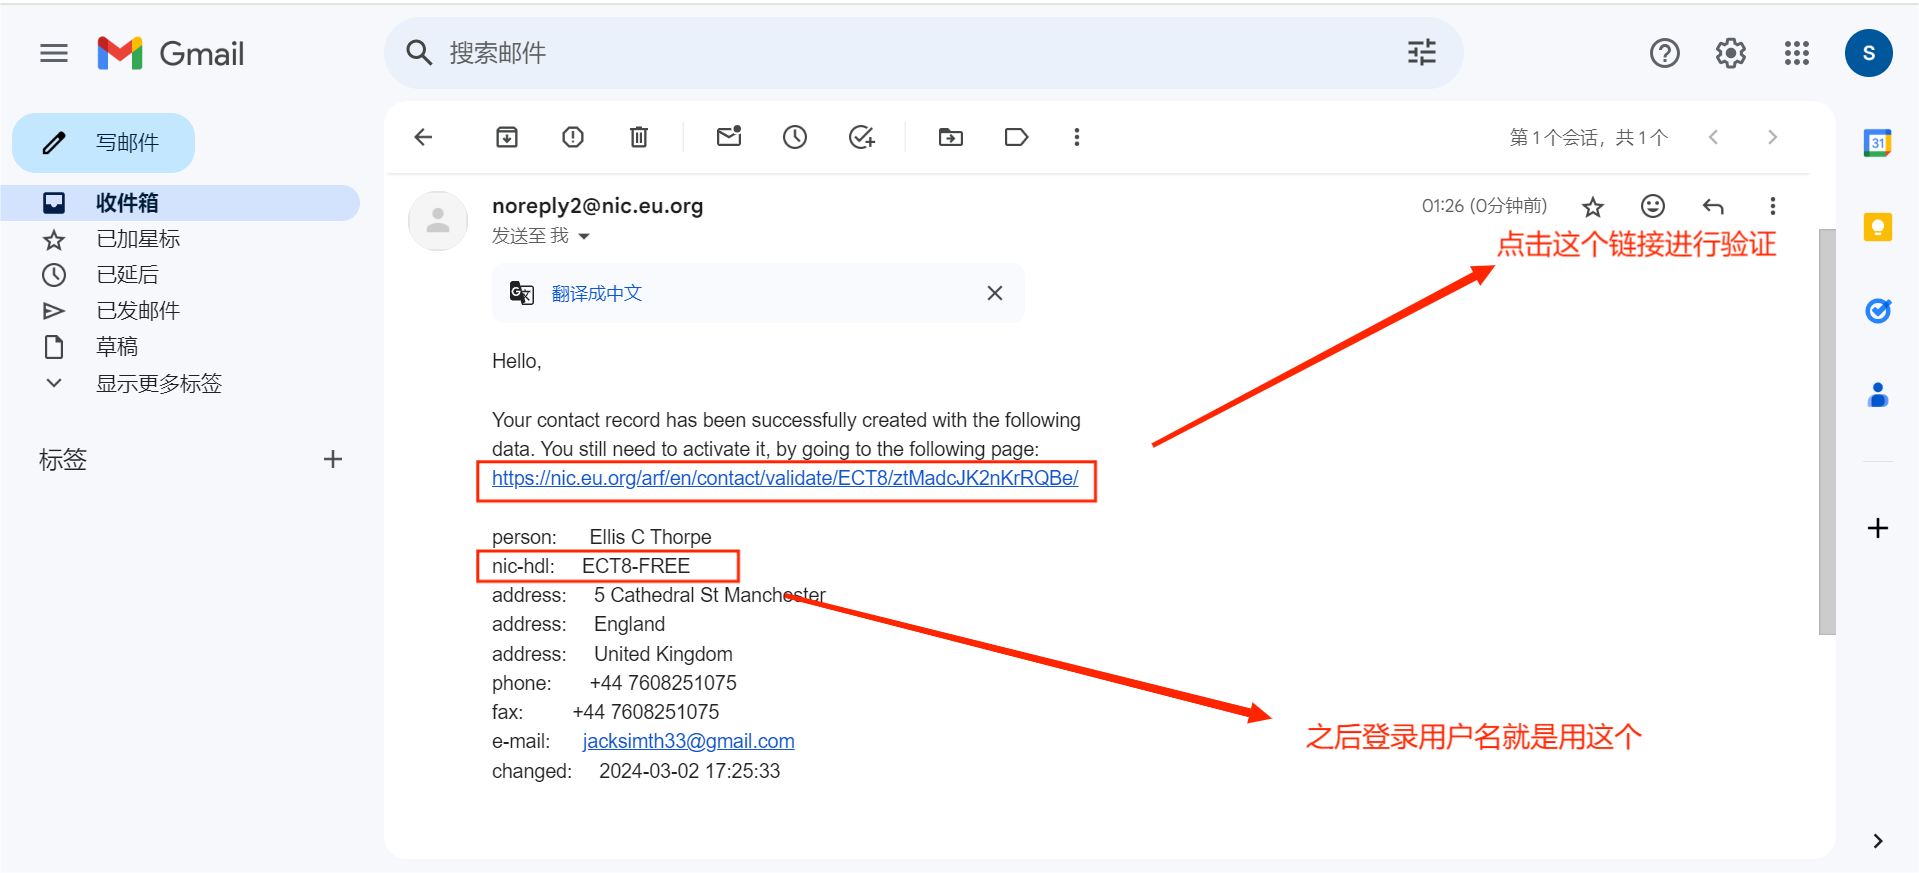 Gmail
搜索邮件
S
写邮件
收件箱
已加星标
已延后
已发邮件
草稿
显示更多标签
标签
第 1 个会话，共 1 个
31
noreply2@nic.eu.org
01:26 (0分钟前)
发送至 我
点击这个链接进行验证
翻译成中文
Hello,
Your contact record has been successfully created with the following
data. You still need to activate it, by going to the following page:
https://nic.eu.org/arf/en/contact/validate/ECT8/ztMadcJK2nKrRQBe/
person: Ellis C Thorpe
nic-hdl: ECT8-FREE
address: 5 Cathedral St Manchester
address: England
address: United Kingdom
phone: +44 7608251075
fax: +44 7608251075
e-mail: jacksimth33@gmail.com
changed: 2024-03-02 17:25:33
之后登录用户名就是用这个